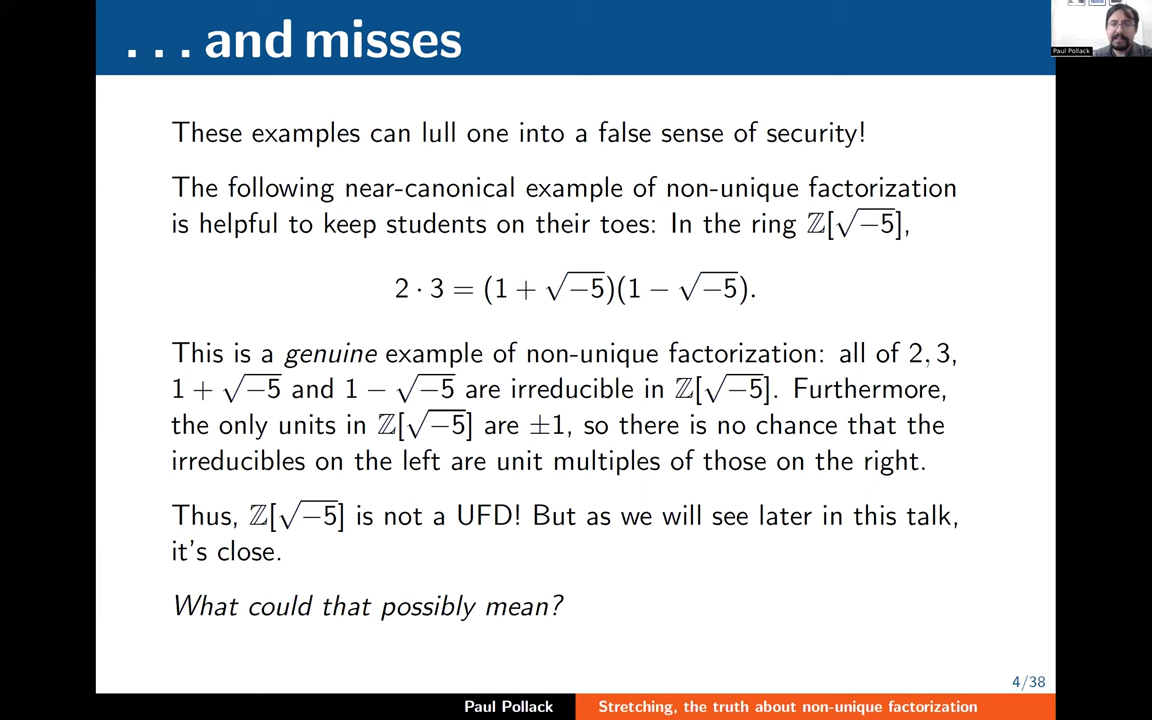 . . . and misses
Paul Pollack
These examples can lull one into a false sense of security!
The following near-canonical example of non-unique factorization
is helpful to keep students on their toes: In the ring ℤ[√−5],
2 · 3 = (1 + √−5)(1 − √−5).
This is a genuine example of non-unique factorization: all of 2, 3,
1 + √−5 and 1 − √−5 are irreducible in ℤ[√−5]. Furthermore,
the only units in ℤ[√−5] are ±1, so there is no chance that the
irreducibles on the left are unit multiples of those on the right.
Thus, ℤ[√−5] is not a UFD! But as we will see later in this talk,
it's close.
What could that possibly mean?
4/38
Paul Pollack
Stretching, the truth about non-unique factorization